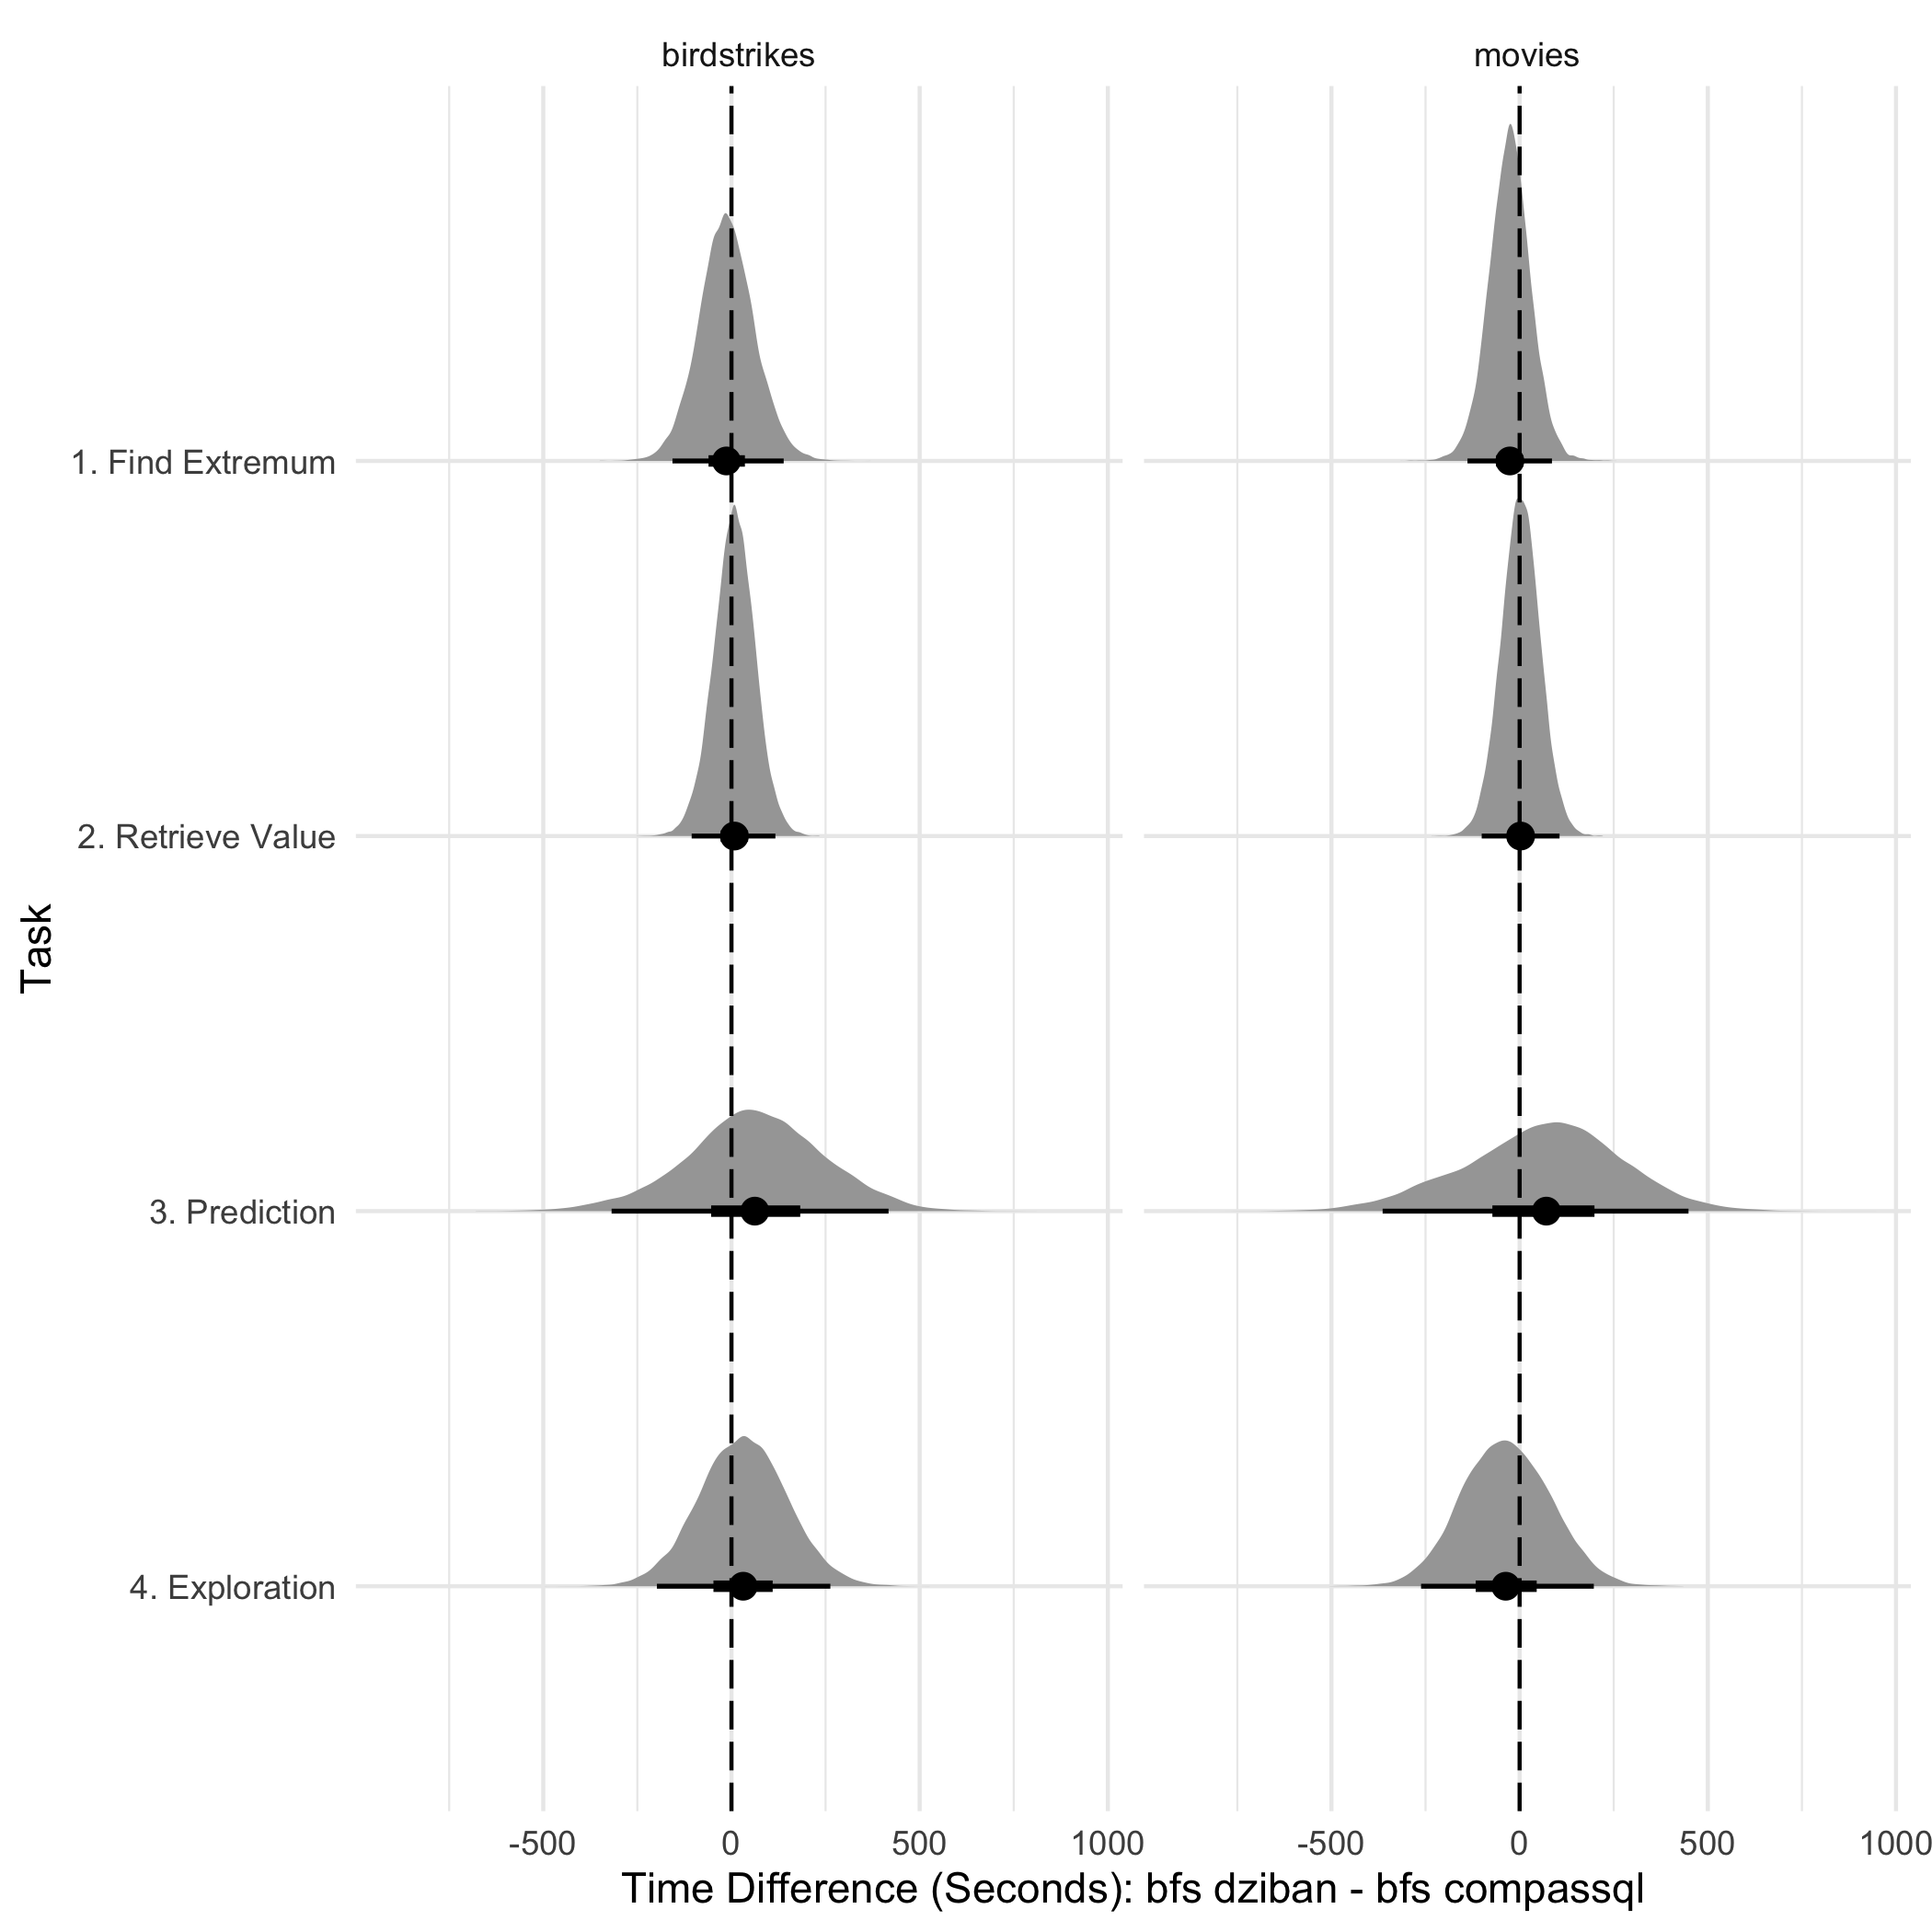 birdstrikes
movies
1. Find Extremum
2. Retrieve Value
3. Prediction
4. Exploration
Task
-500 0 500 1000
-500 0 500 1000
Time Difference (Seconds): bfs dziban - bfs compassql